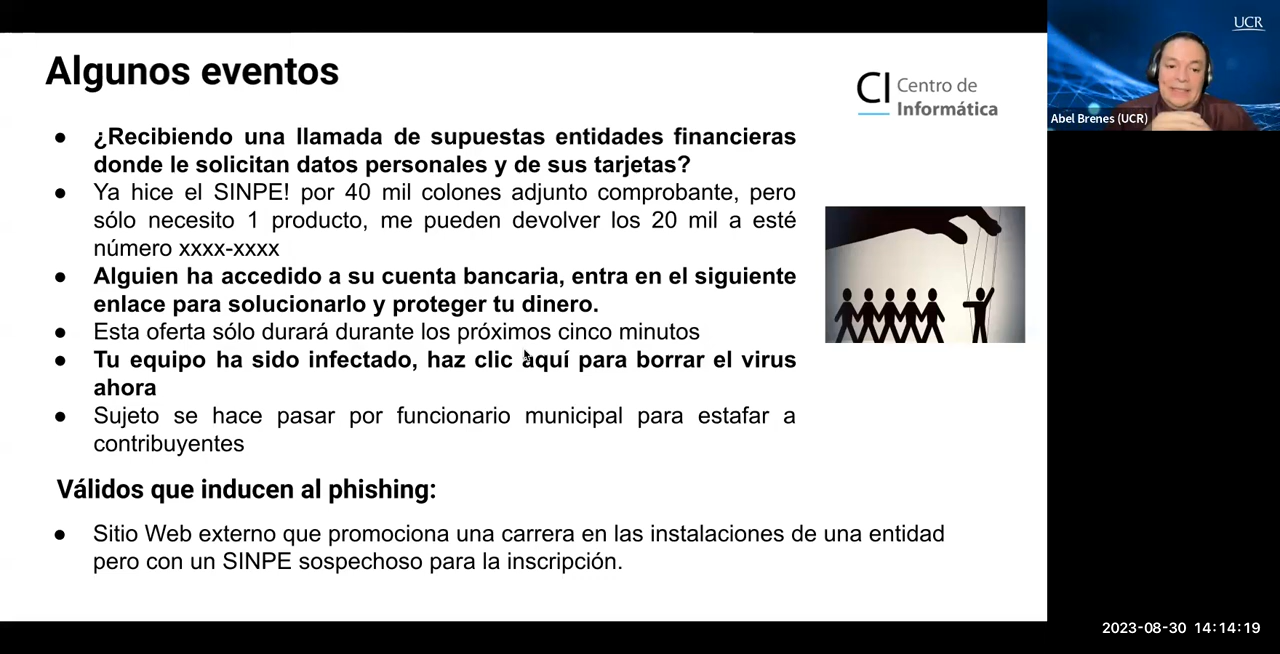 Algunos eventos
CI Centro de
Informática
● ¿Recibiendo una llamada de supuestas entidades financieras
donde le solicitan datos personales y de sus tarjetas?
● Ya hice el SINPE! por 40 mil colones adjunto comprobante, pero
sólo necesito 1 producto, me pueden devolver los 20 mil a esté
número xxxx-xxxx
● Alguien ha accedido a su cuenta bancaria, entra en el siguiente
enlace para solucionarlo y proteger tu dinero.
● Esta oferta sólo durará durante los próximos cinco minutos
● Tu equipo ha sido infectado, haz clic aquí para borrar el virus
ahora
● Sujeto se hace pasar por funcionario municipal para estafar a
contribuyentes
Válidos que inducen al phishing:
● Sitio Web externo que promociona una carrera en las instalaciones de una entidad
pero con un SINPE sospechoso para la inscripción.
UCR
Abel Brenes (UCR)
2023-08-30 14:14:19